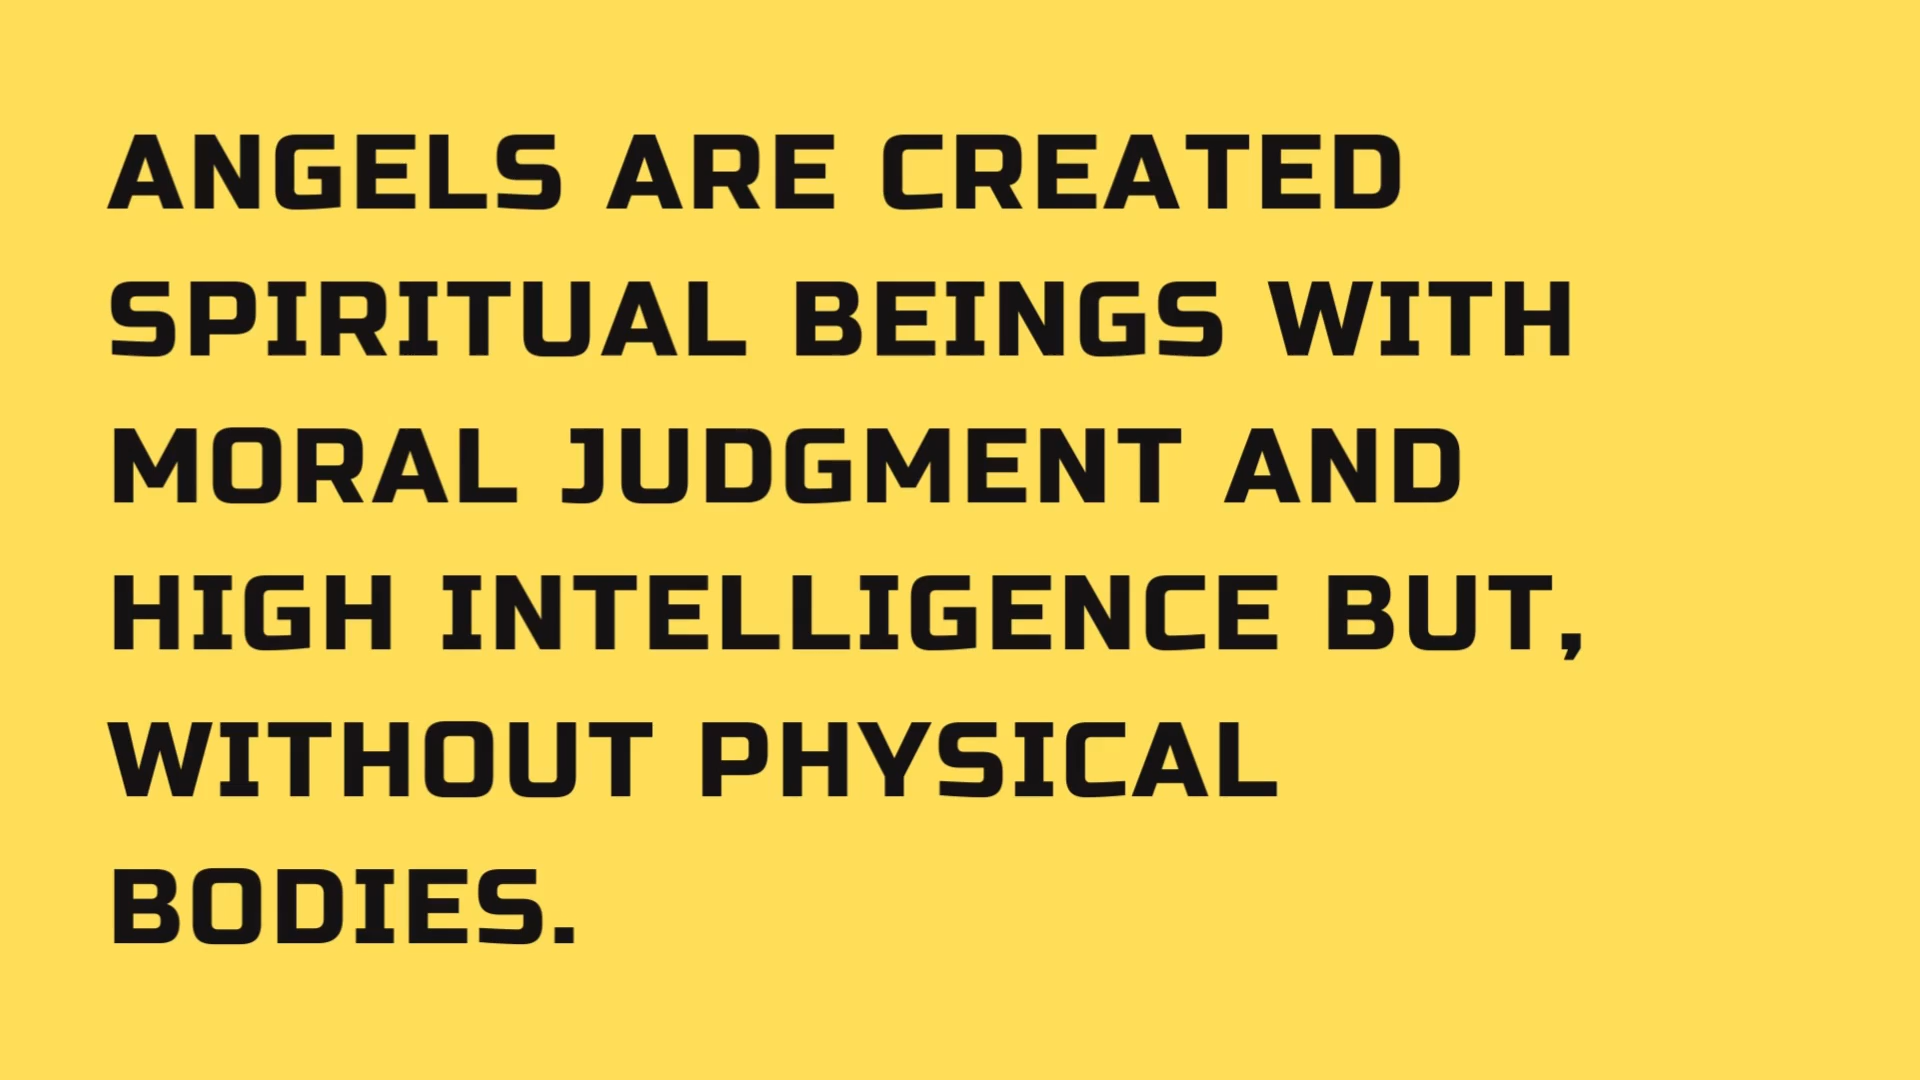 ANGELS ARE CREATED
SPIRITUAL BEINGS WITH
MORAL JUDGMENT AND
HIGH INTELLIGENCE BUT,
WITHOUT PHYSICAL
BODIES.